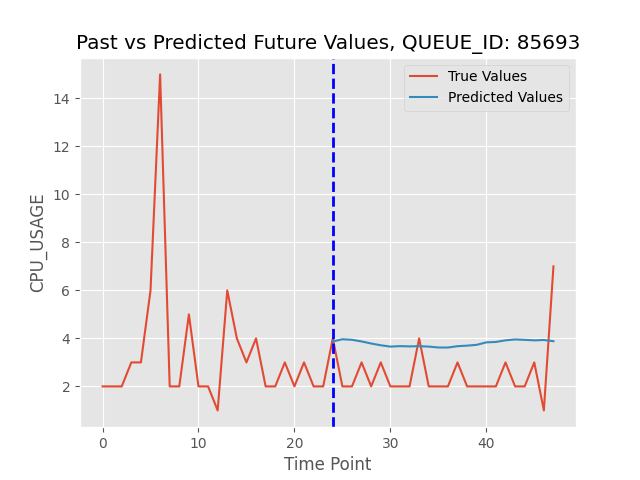 Past vs Predicted Future Values, QUEUE_ID: 85693
True Values
Predicted Values
14
12
10
8
6
4
2
CPU_USAGE
0
10
20
30
40
Time Point